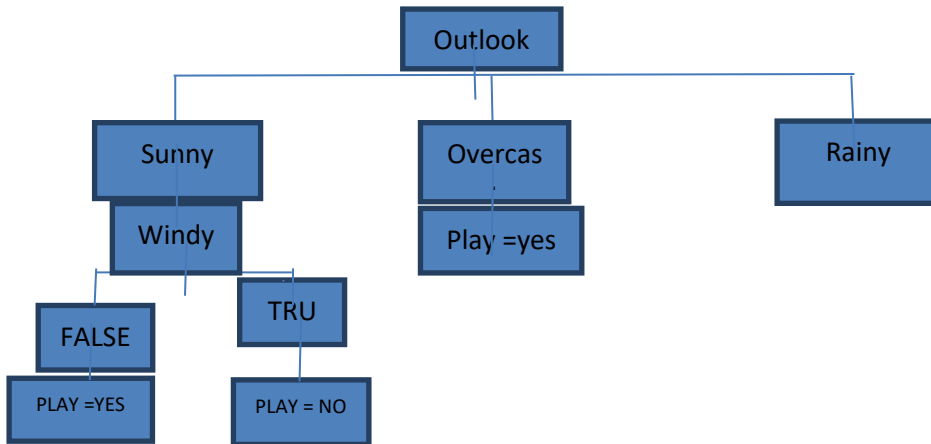 Outlook
Sunny
Overcas
Rainy
Windy
Play =yes
FALSE
TRU
PLAY =YES
PLAY = NO